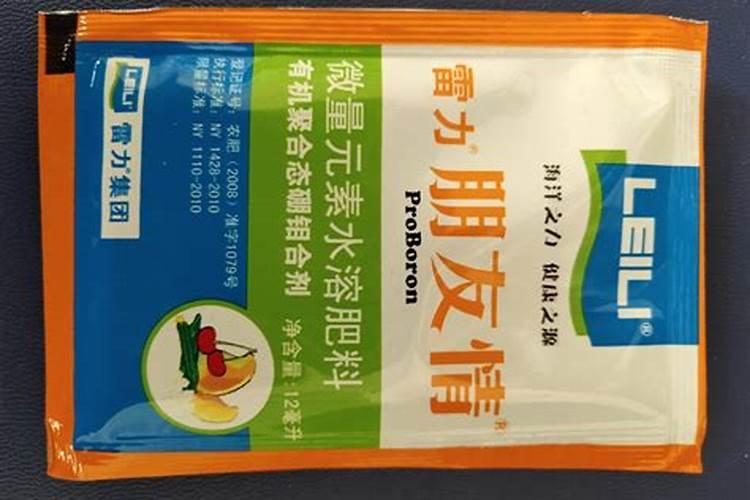 LEILI®
海洋之力 健康之源
雷力®
朋友情®
ProBoron
微量元素水溶肥料
有机聚合态硼钼合剂
净含量：12毫升
登记证号：农肥（2008）准字1079号
执行标准：NY 1428-2010
限量标准：NY 1110-2010
LEILI
雷力®集团